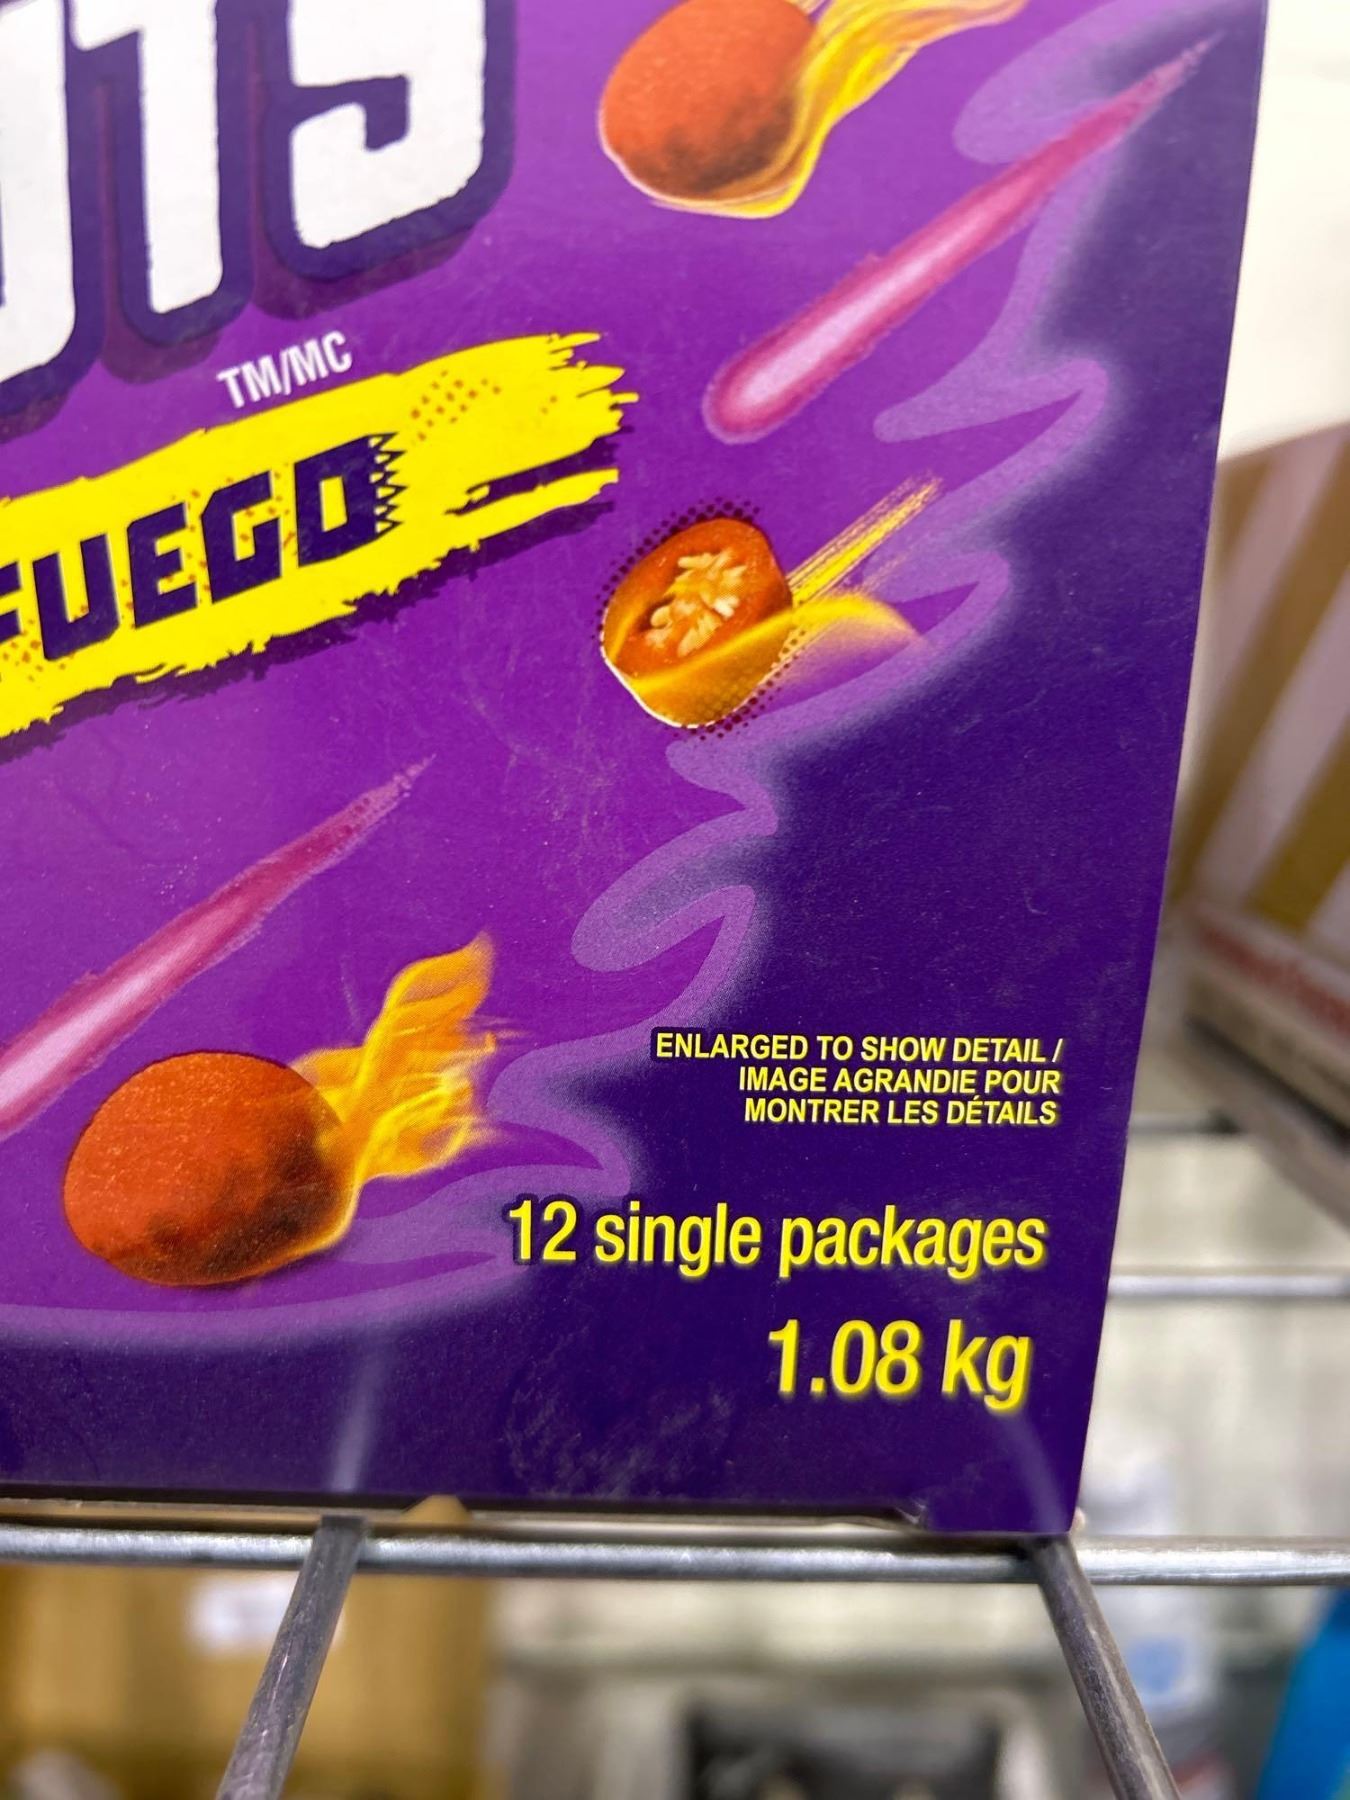 TM/MC
FUEGO
ENLARGED TO SHOW DETAIL /
IMAGE AGRANDIE POUR
MONTRER LES DÉTAILS
12 single packages
1.08 kg